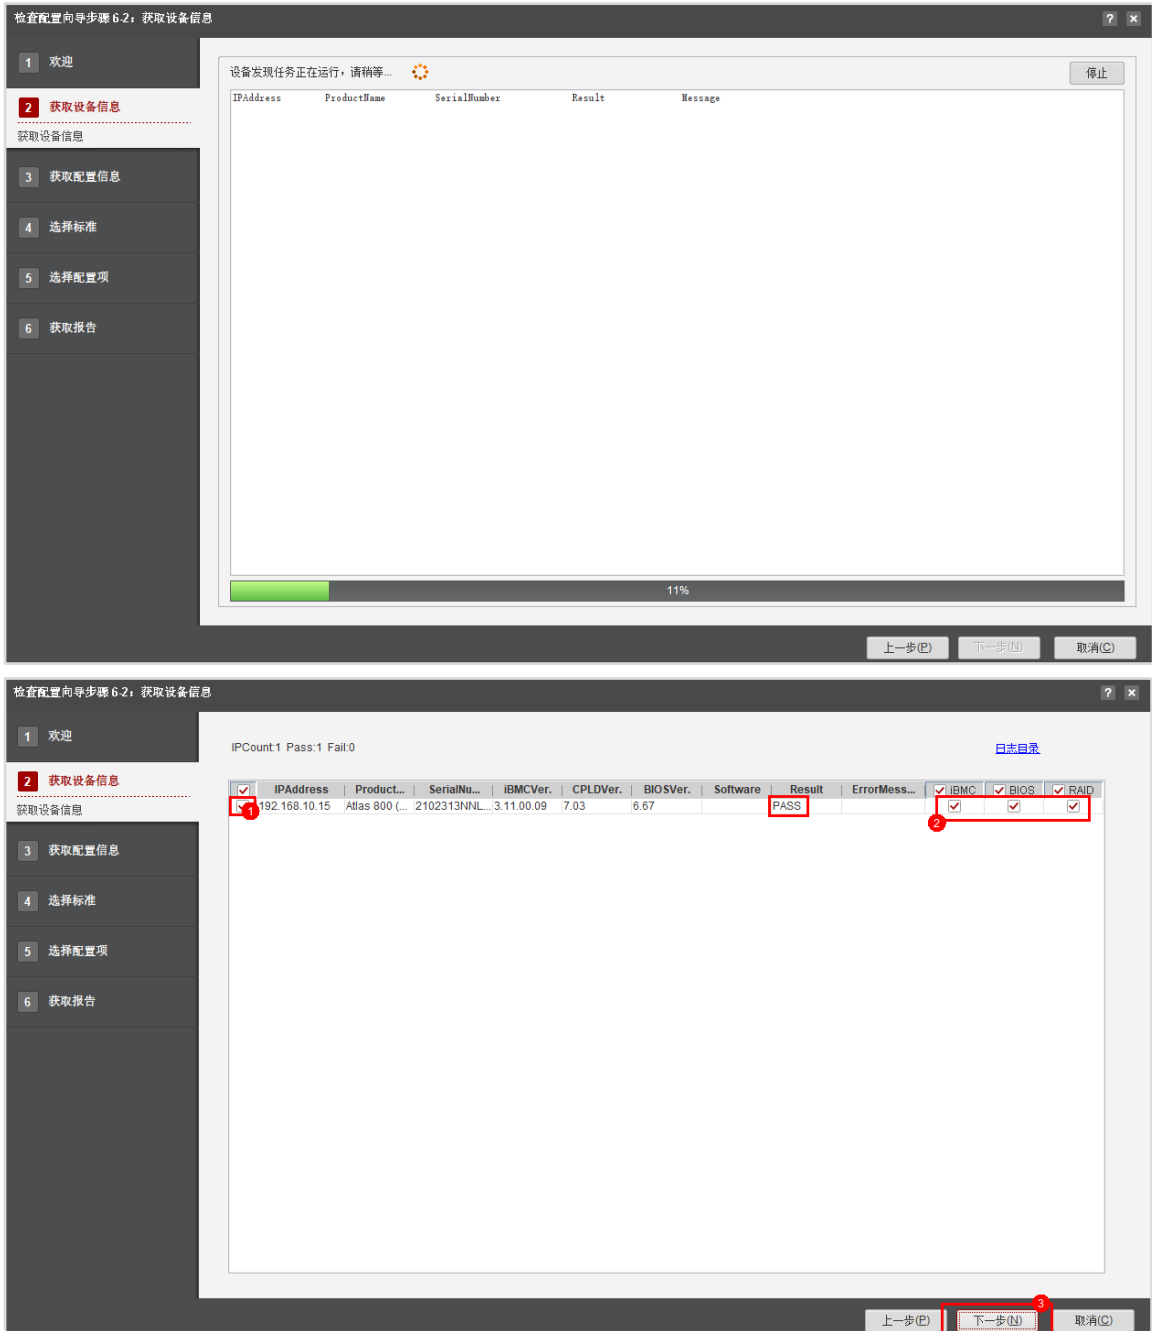 检查配置向导步骤 6-2：获取设备信息
? ×
1 欢迎
设备发现任务正在运行，请稍等...
停止
2 获取设备信息
获取设备信息
IPAddress ProductName SerialNumber Result Message
3 获取配置信息
4 选择标准
5 选择配置项
6 获取报告
11%
上一步(P) 下一步(N) 取消(C)
检查配置向导步骤 6-2：获取设备信息
? ×
1 欢迎
IPCount:1 Pass:1 Fail:0
日志目录
2 获取设备信息
获取设备信息
IPAddress Product... SerialNu... iBMCVer. CPLDVer. BIOSVer. Software Result ErrorMess... iBMC BIOS RAID
192.168.10.15 Atlas 800 (... 2102313NNL... 3.11.00.09 7.03 6.67 PASS
1
2
3 获取配置信息
4 选择标准
5 选择配置项
6 获取报告
3
上一步(P) 下一步(N) 取消(C)